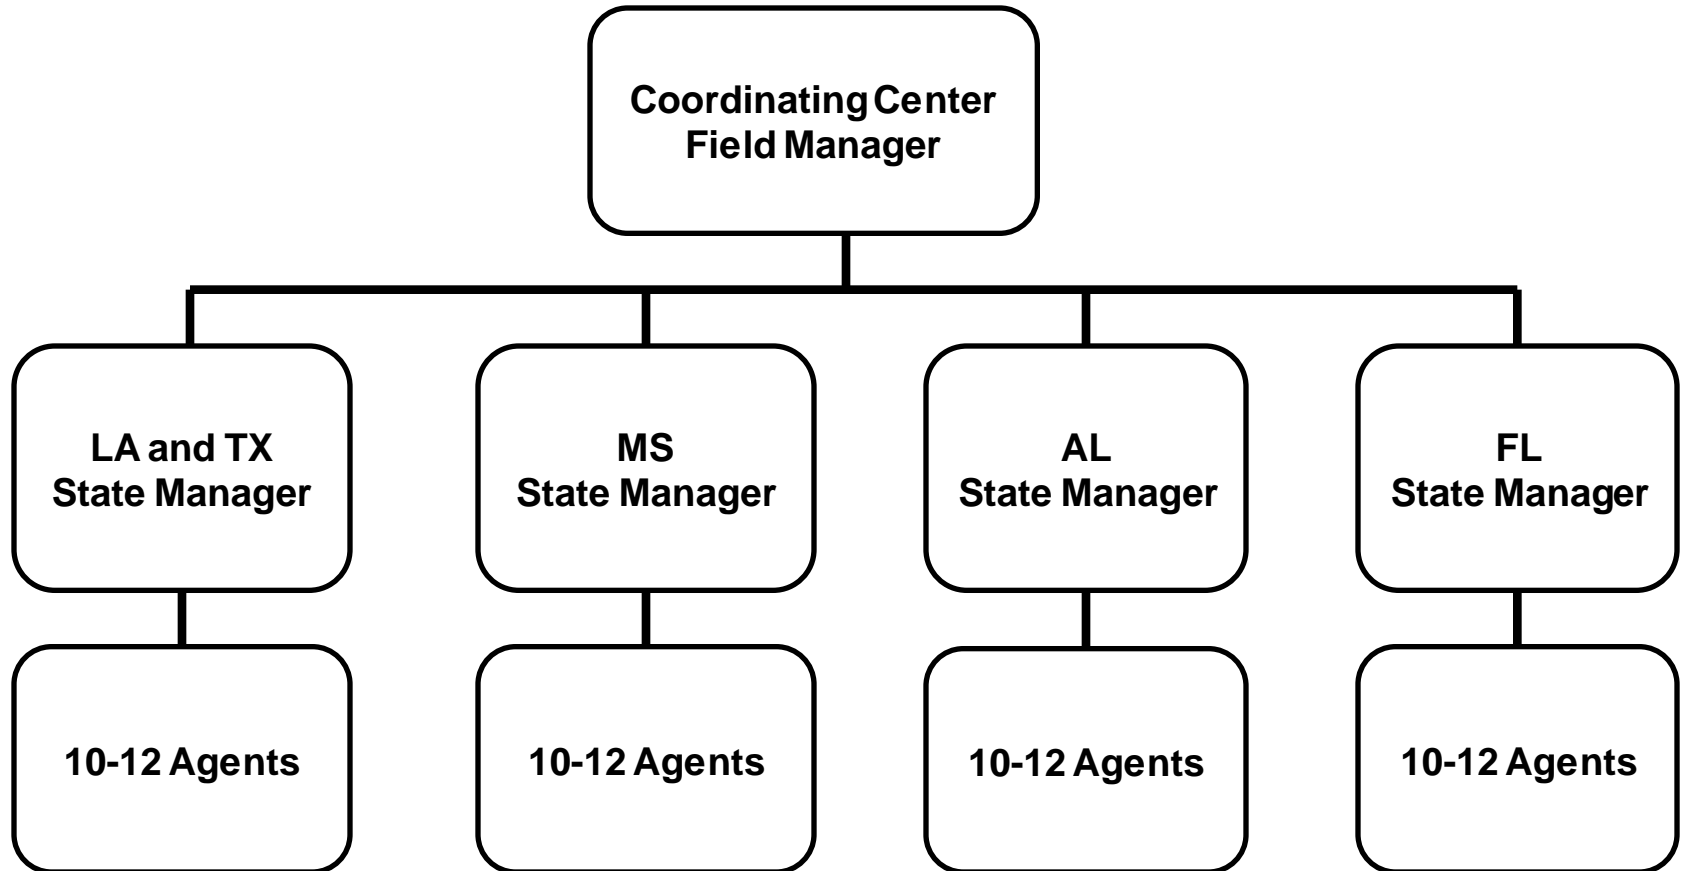 Coordinating Center
Field Manager
LA and TX
State Manager
MS
State Manager
AL
State Manager
FL
State Manager
10-12 Agents
10-12 Agents
10-12 Agents
10-12 Agents